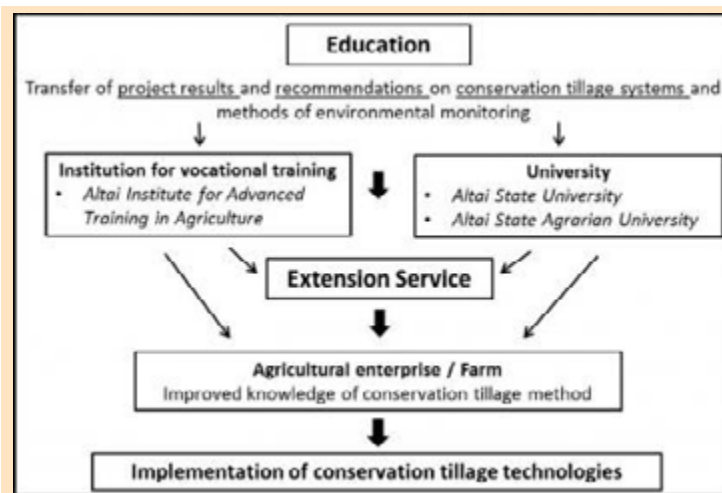 Education
Transfer of project results and recommendations on conservation tillage systems and
methods of environmental monitoring
Institution for vocational training
• Altai Institute for Advanced
Training in Agriculture
University
• Altai State University
• Altai State Agrarian University
Extension Service
Agricultural enterprise / Farm
Improved knowledge of conservation tillage method
Implementation of conservation tillage technologies